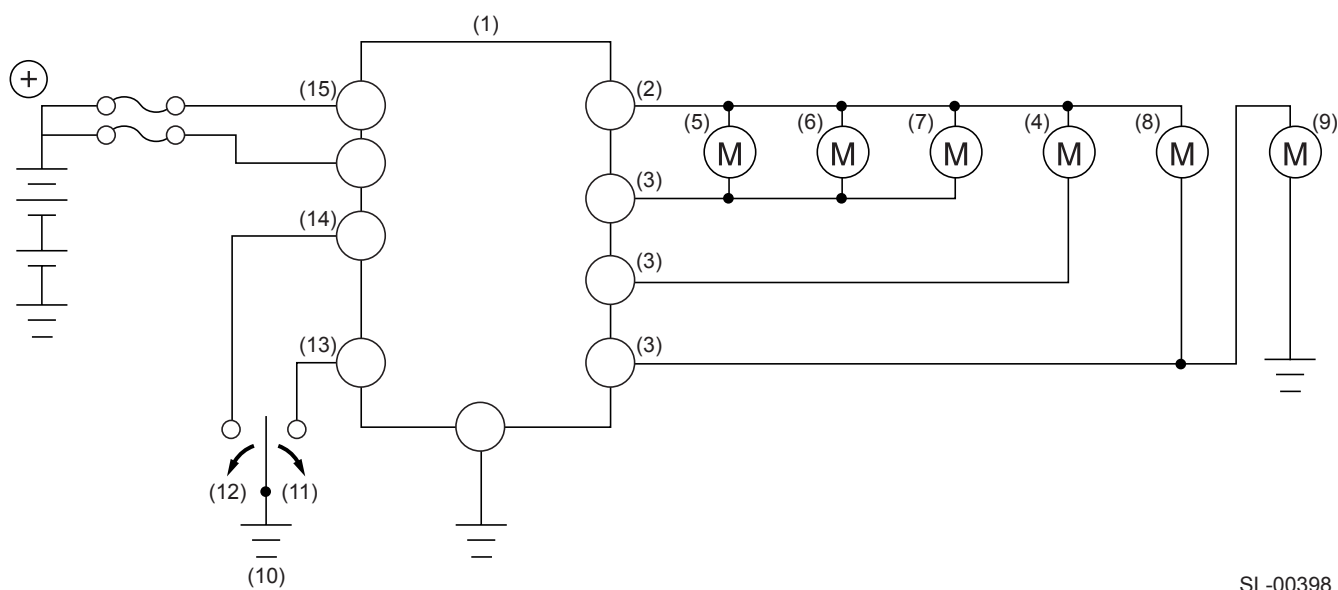 (1)
+
(15)
(2)
(5)
(6)
(7)
(4)
(8)
(9)
M
M
M
M
M
M
(3)
(14)
(3)
(13)
(3)
(12)
(11)
(10)
SL-00398